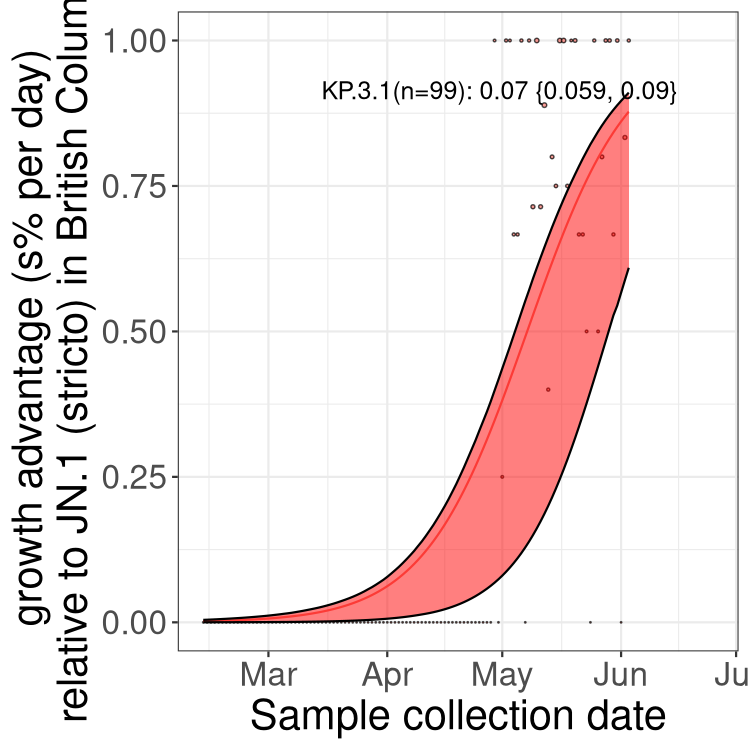 growth advantage (s% per day)
relative to JN.1 (stricto) in British Colum
1.00
0.75
0.50
0.25
0.00
KP.3.1(n=99): 0.07 {0.059, 0.09}
Mar Apr May Jun Ju
Sample collection date